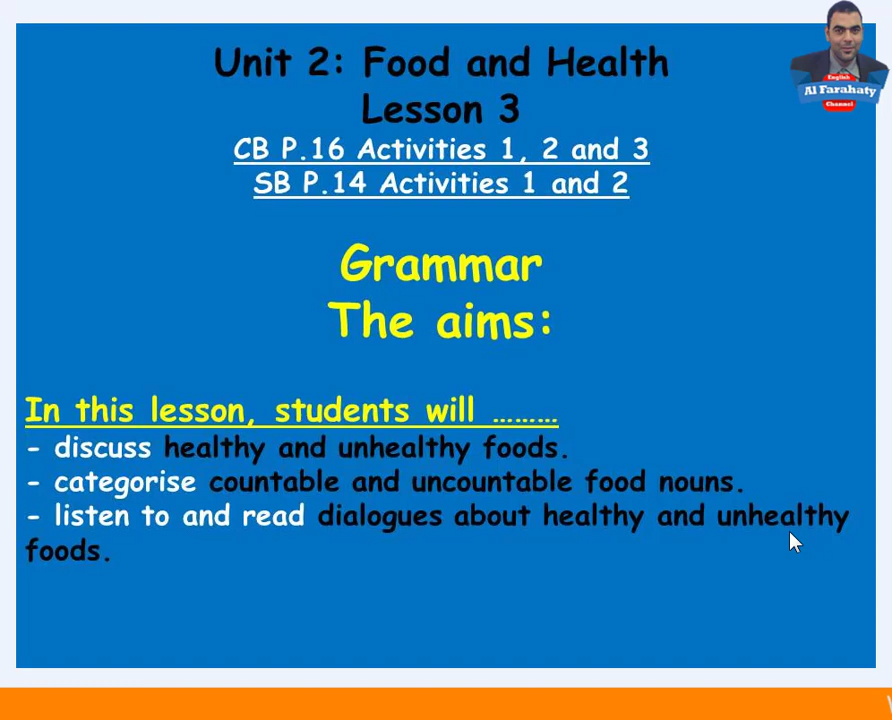 Unit 2: Food and Health
Lesson 3
CB P.16 Activities 1, 2 and 3
SB P.14 Activities 1 and 2
English
Al Farahaty
Channel
Grammar
The aims:
In this lesson, students will ………
- discuss healthy and unhealthy foods.
- categorise countable and uncountable food nouns.
- listen to and read dialogues about healthy and unhealthy
foods.